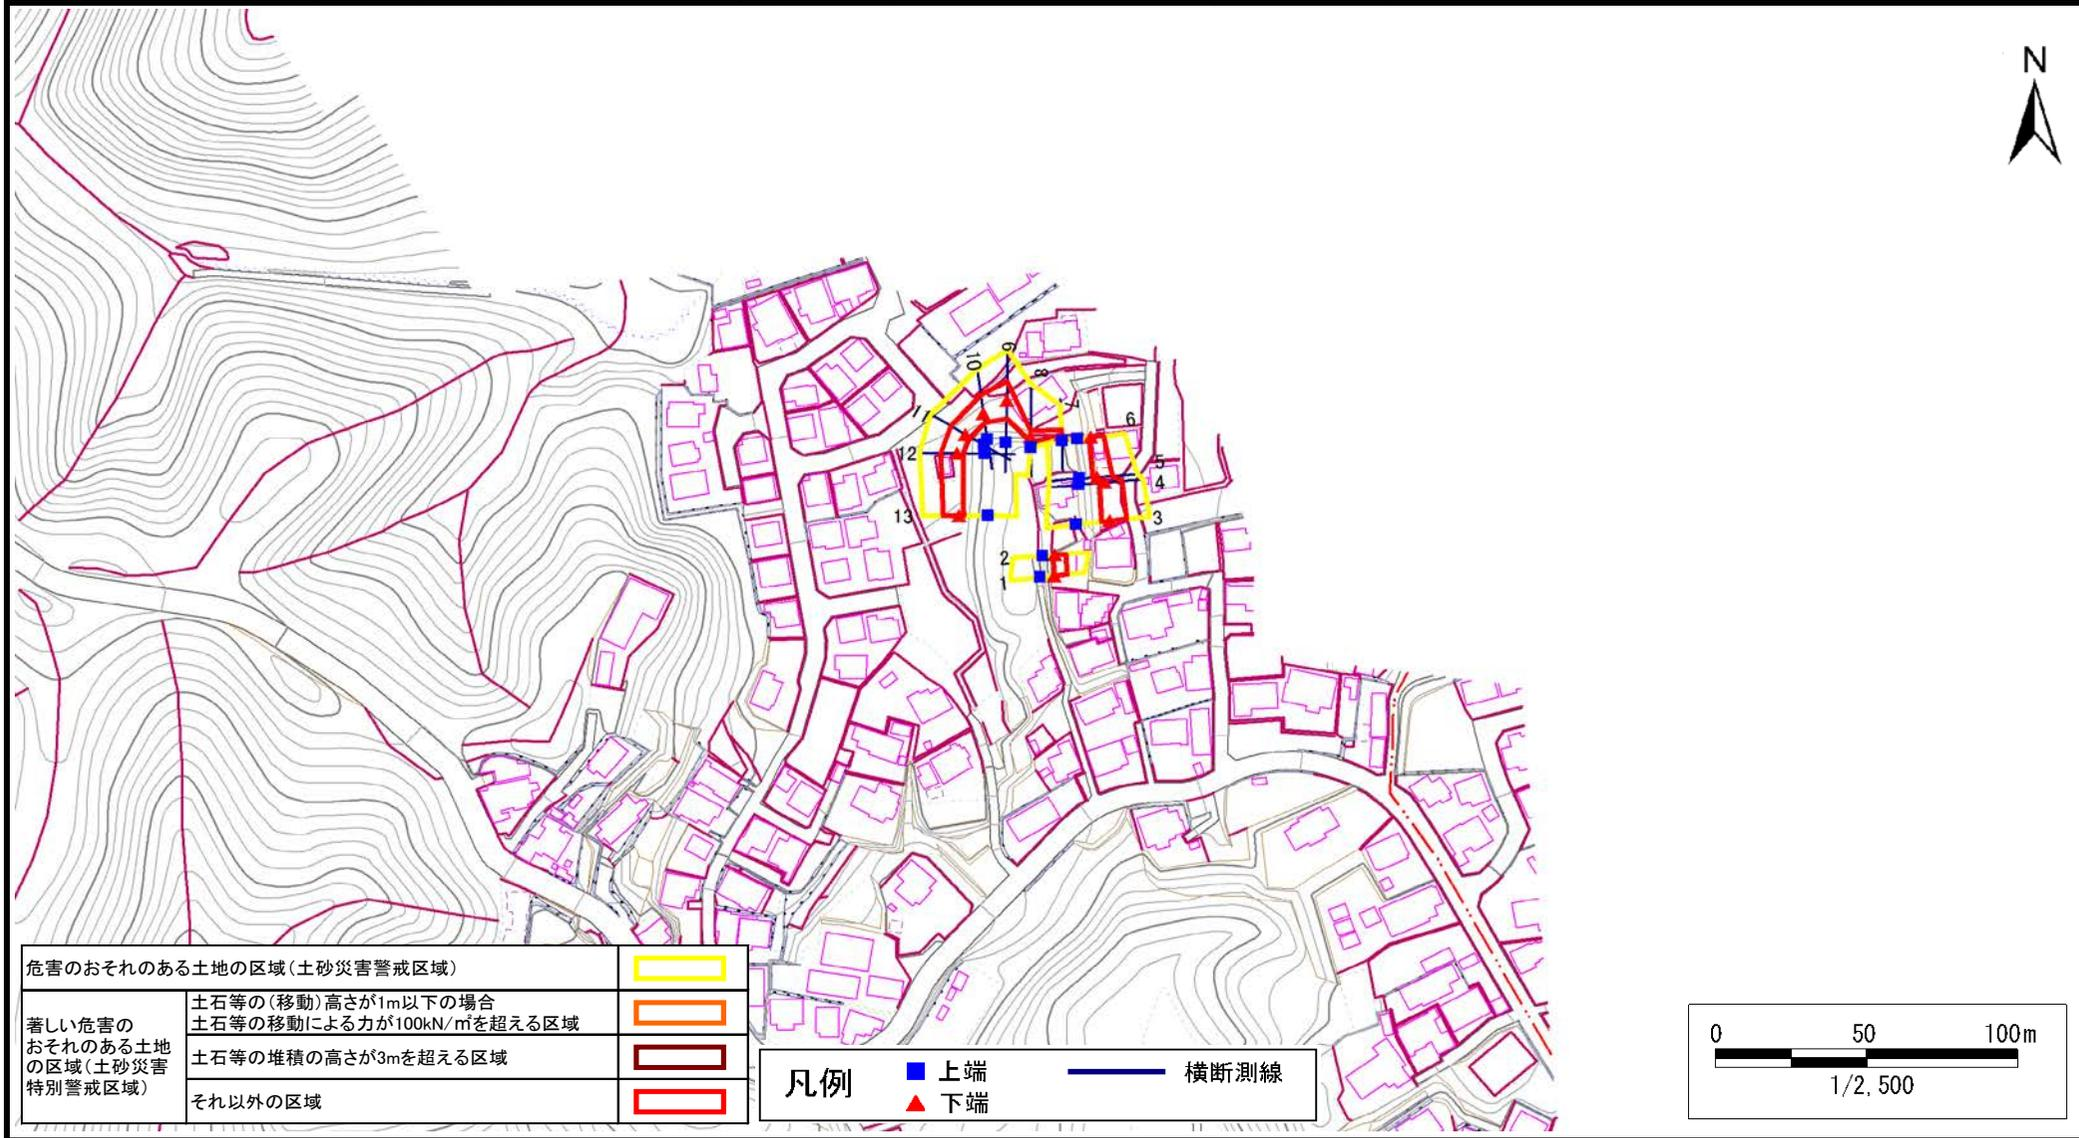 N
9
10
8
7
11
6
12
5
4
13
3
2
1
危害のおそれのある土地の区域(土砂災害警戒区域)
著しい危害の
おそれのある土地
の区域(土砂災害
特別警戒区域)
土石等の(移動)高さが1m以下の場合
土石等の移動による力が100kN/㎡を超える区域
土石等の堆積の高さが3mを超える区域
それ以外の区域
凡例
上端
横断測線
下端
0 50 100m
1/2,500